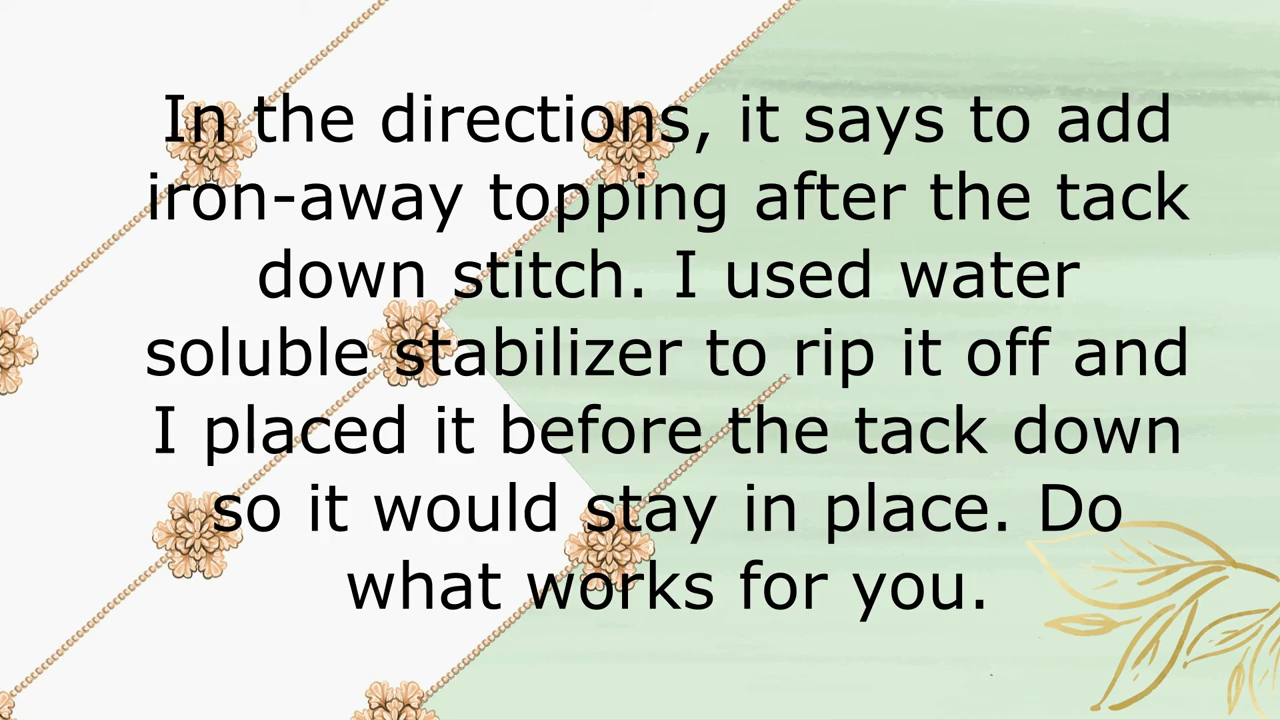 In the directions, it says to add
iron-away topping after the tack
down stitch. I used water
soluble stabilizer to rip it off and
I placed it before the tack down
so it would stay in place. Do
what works for you.